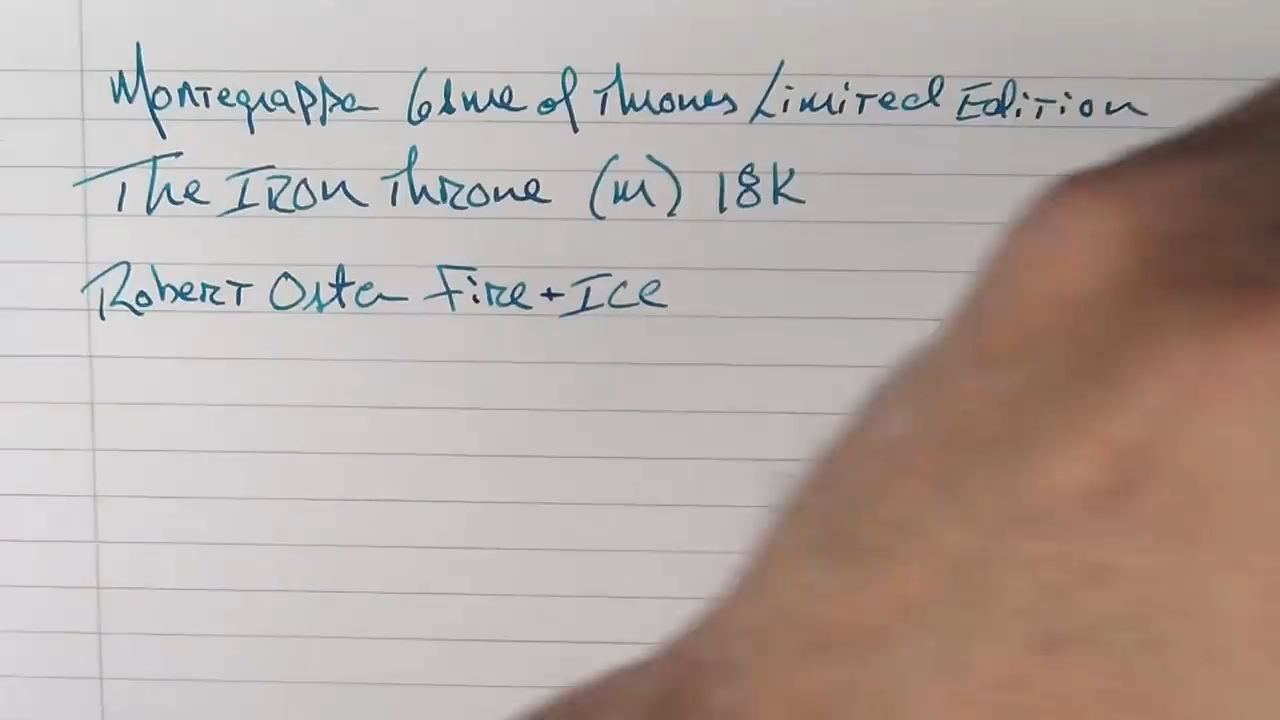 Montegrappa Game of Thrones Limited Edition
The Iron Throne (M) 18K
Robert Oster Fire + Ice